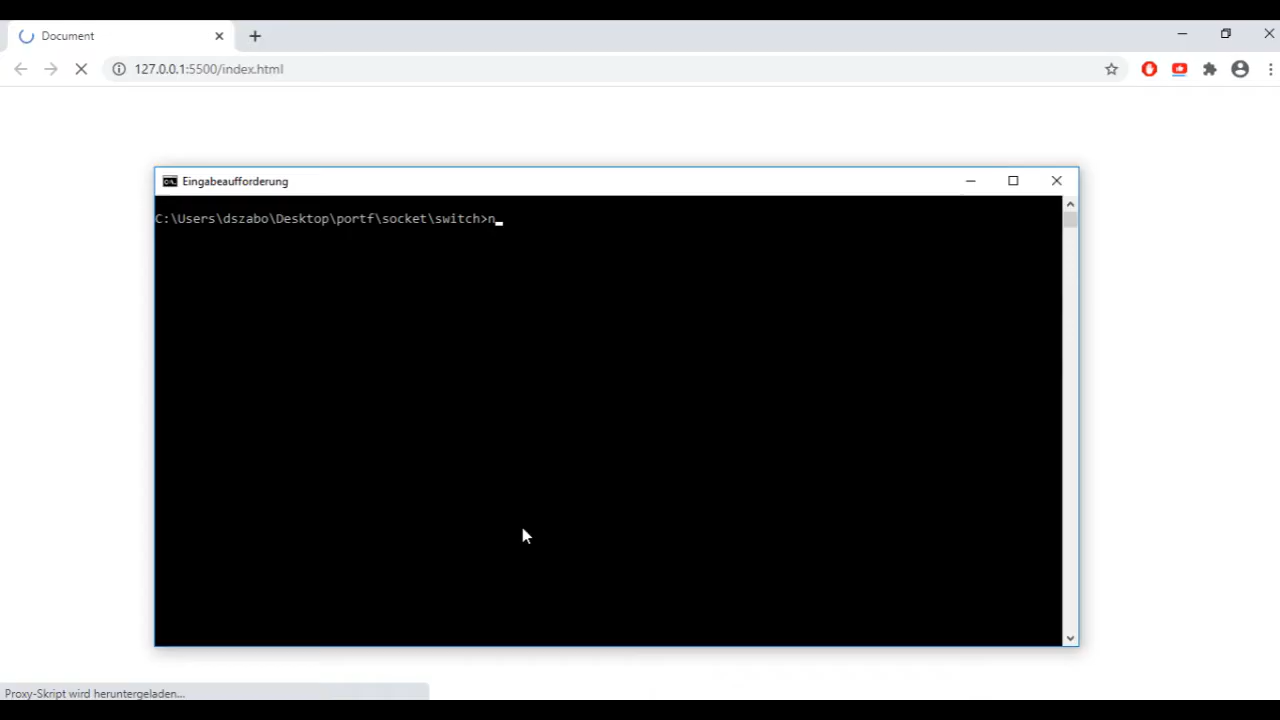 Document
127.0.0.1:5500/index.html
Eingabeaufforderung
C:\Users\dszabo\Desktop\portf\socket\switch>n_
Proxy-Skript wird heruntergeladen...